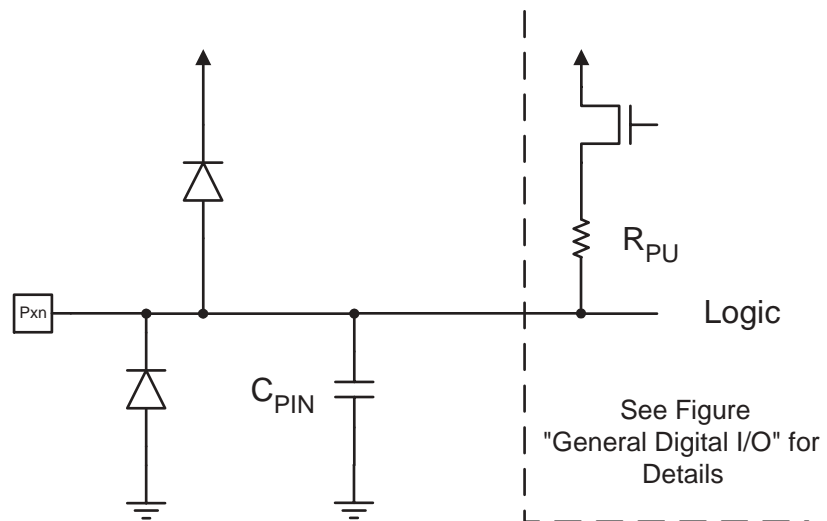 R_PU
Pxn
Logic
C_PIN
See Figure
"General Digital I/O" for
Details